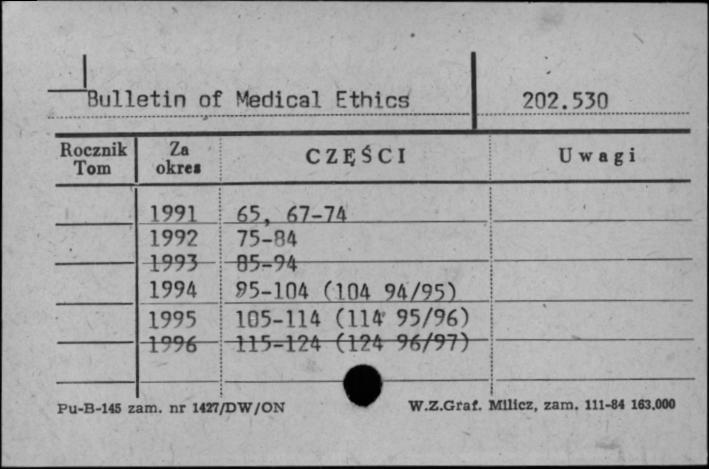 Bulletin of Medical Ethics 202.530
Rocznik Tom Za okres CZĘŚCI Uwagi
1991 65, 67-74
1992 75-84
1993 85-94
1994 95-104 (104 94/95)
1995 105-114 (114 95/96)
1996 115-124 (124 96/97)
Pu-B-145 zam. nr 1427/DW/ON W.Z.Graf. Milicz, zam. 111-84 163.000